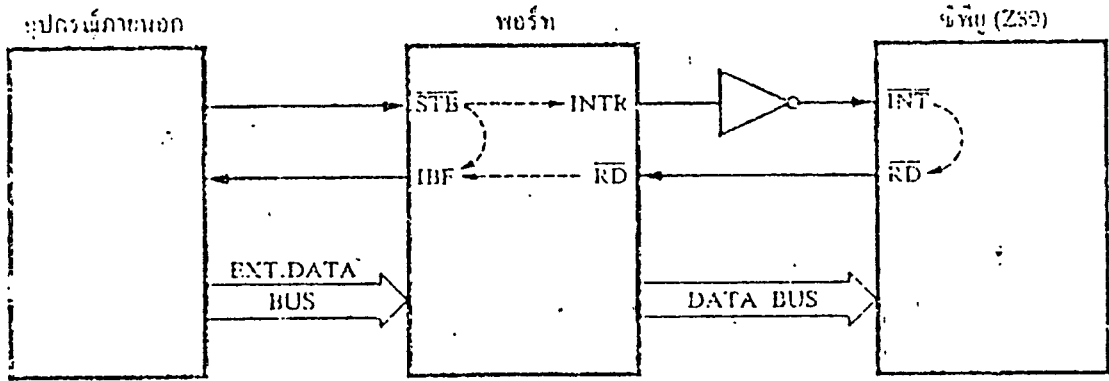 อุปกรณ์ภายนอก
พอร์ท
ซีพียู (Z80)
STB
INTR
INT
IBF
RD
RD
EXT.DATA
BUS
DATA BUS